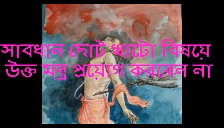 সাবধান ছোট খাটো বিষয়ে
উক্ত মন্ত্র প্রয়োগ করবেন না